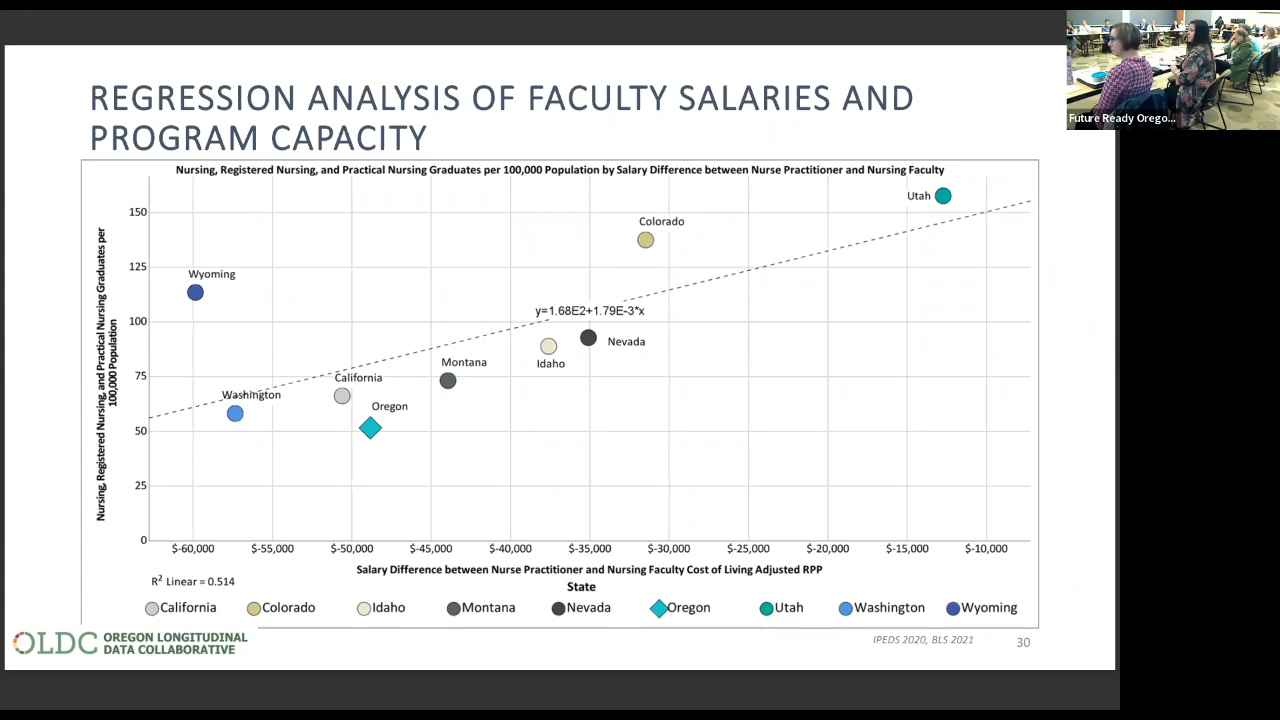 REGRESSION ANALYSIS OF FACULTY SALARIES AND
PROGRAM CAPACITY
Future Ready Orego...
Nursing, Registered Nursing, and Practical Nursing Graduates per 100,000 Population by Salary Difference between Nurse Practitioner and Nursing Faculty
Nursing, Registered Nursing, and Practical Nursing Graduates per
100,000 Population
150
125
100
75
50
25
0
Utah
Colorado
Wyoming
y=1.68E2+1.79E-3*x
Nevada
Idaho
Montana
California
Washington
Oregon
$-60,000 $-55,000 $-50,000 $-45,000 $-40,000 $-35,000 $-30,000 $-25,000 $-20,000 $-15,000 $-10,000
Salary Difference between Nurse Practitioner and Nursing Faculty Cost of Living Adjusted RPP
R² Linear = 0.514
State
California Colorado Idaho Montana Nevada Oregon Utah Washington Wyoming
OLDC OREGON LONGITUDINAL
DATA COLLABORATIVE
IPEDS 2020, BLS 2021
30